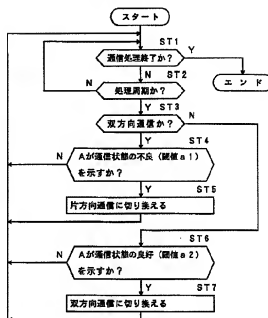 スタート
ST1
通信処理終了か?
Y
N
ST2
処理周期か?
N
エンド
Y
ST3
双方向通信か?
N
Y
ST4
Aが通信状態の不良(閾値a1)
を示すか?
N
Y
ST5
片方向通信に切り換える
ST6
Aが通信状態の良好(閾値a2)
を示すか?
N
Y
ST7
双方向通信に切り換える